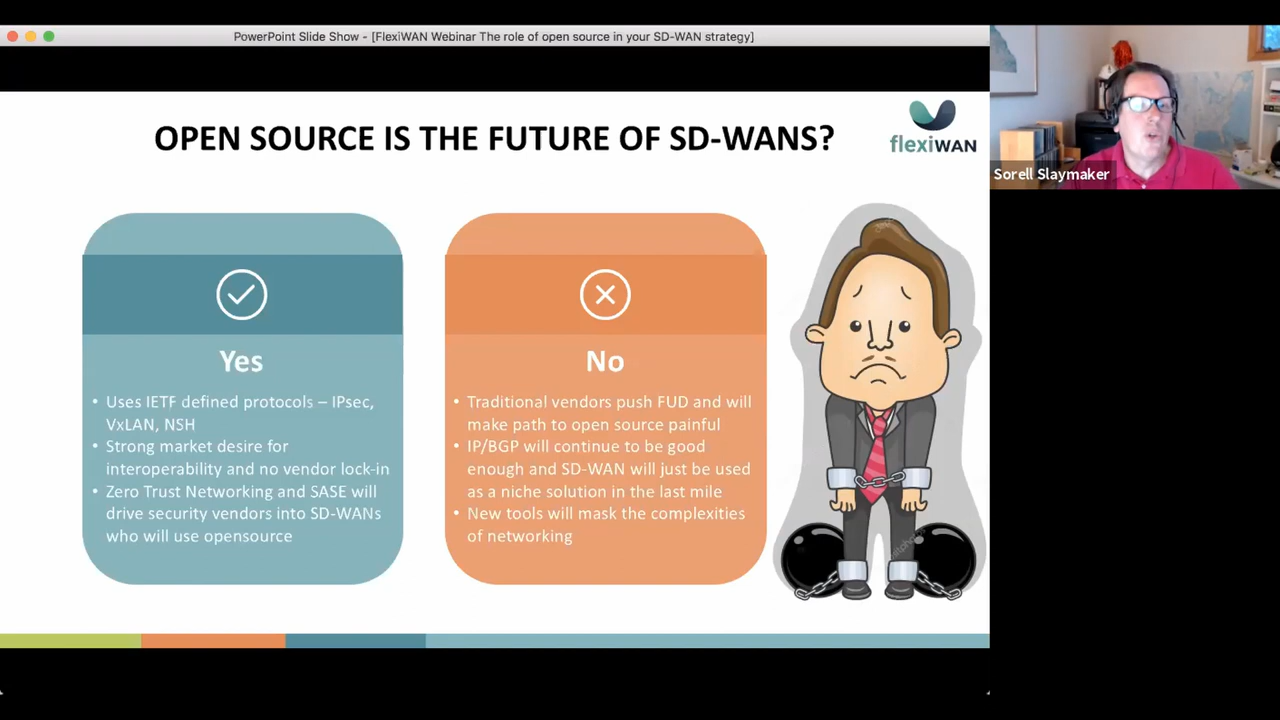 PowerPoint Slide Show - [FlexiWAN Webinar The role of open source in your SD-WAN strategy]
OPEN SOURCE IS THE FUTURE OF SD-WANS?
flexiWAN
Sorell Slaymaker
Yes
• Uses IETF defined protocols – IPsec,
VxLAN, NSH
• Strong market desire for
interoperability and no vendor lock-in
• Zero Trust Networking and SASE will
drive security vendors into SD-WANs
who will use opensource
No
• Traditional vendors push FUD and will
make path to open source painful
• IP/BGP will continue to be good
enough and SD-WAN will just be used
as a niche solution in the last mile
• New tools will mask the complexities
of networking